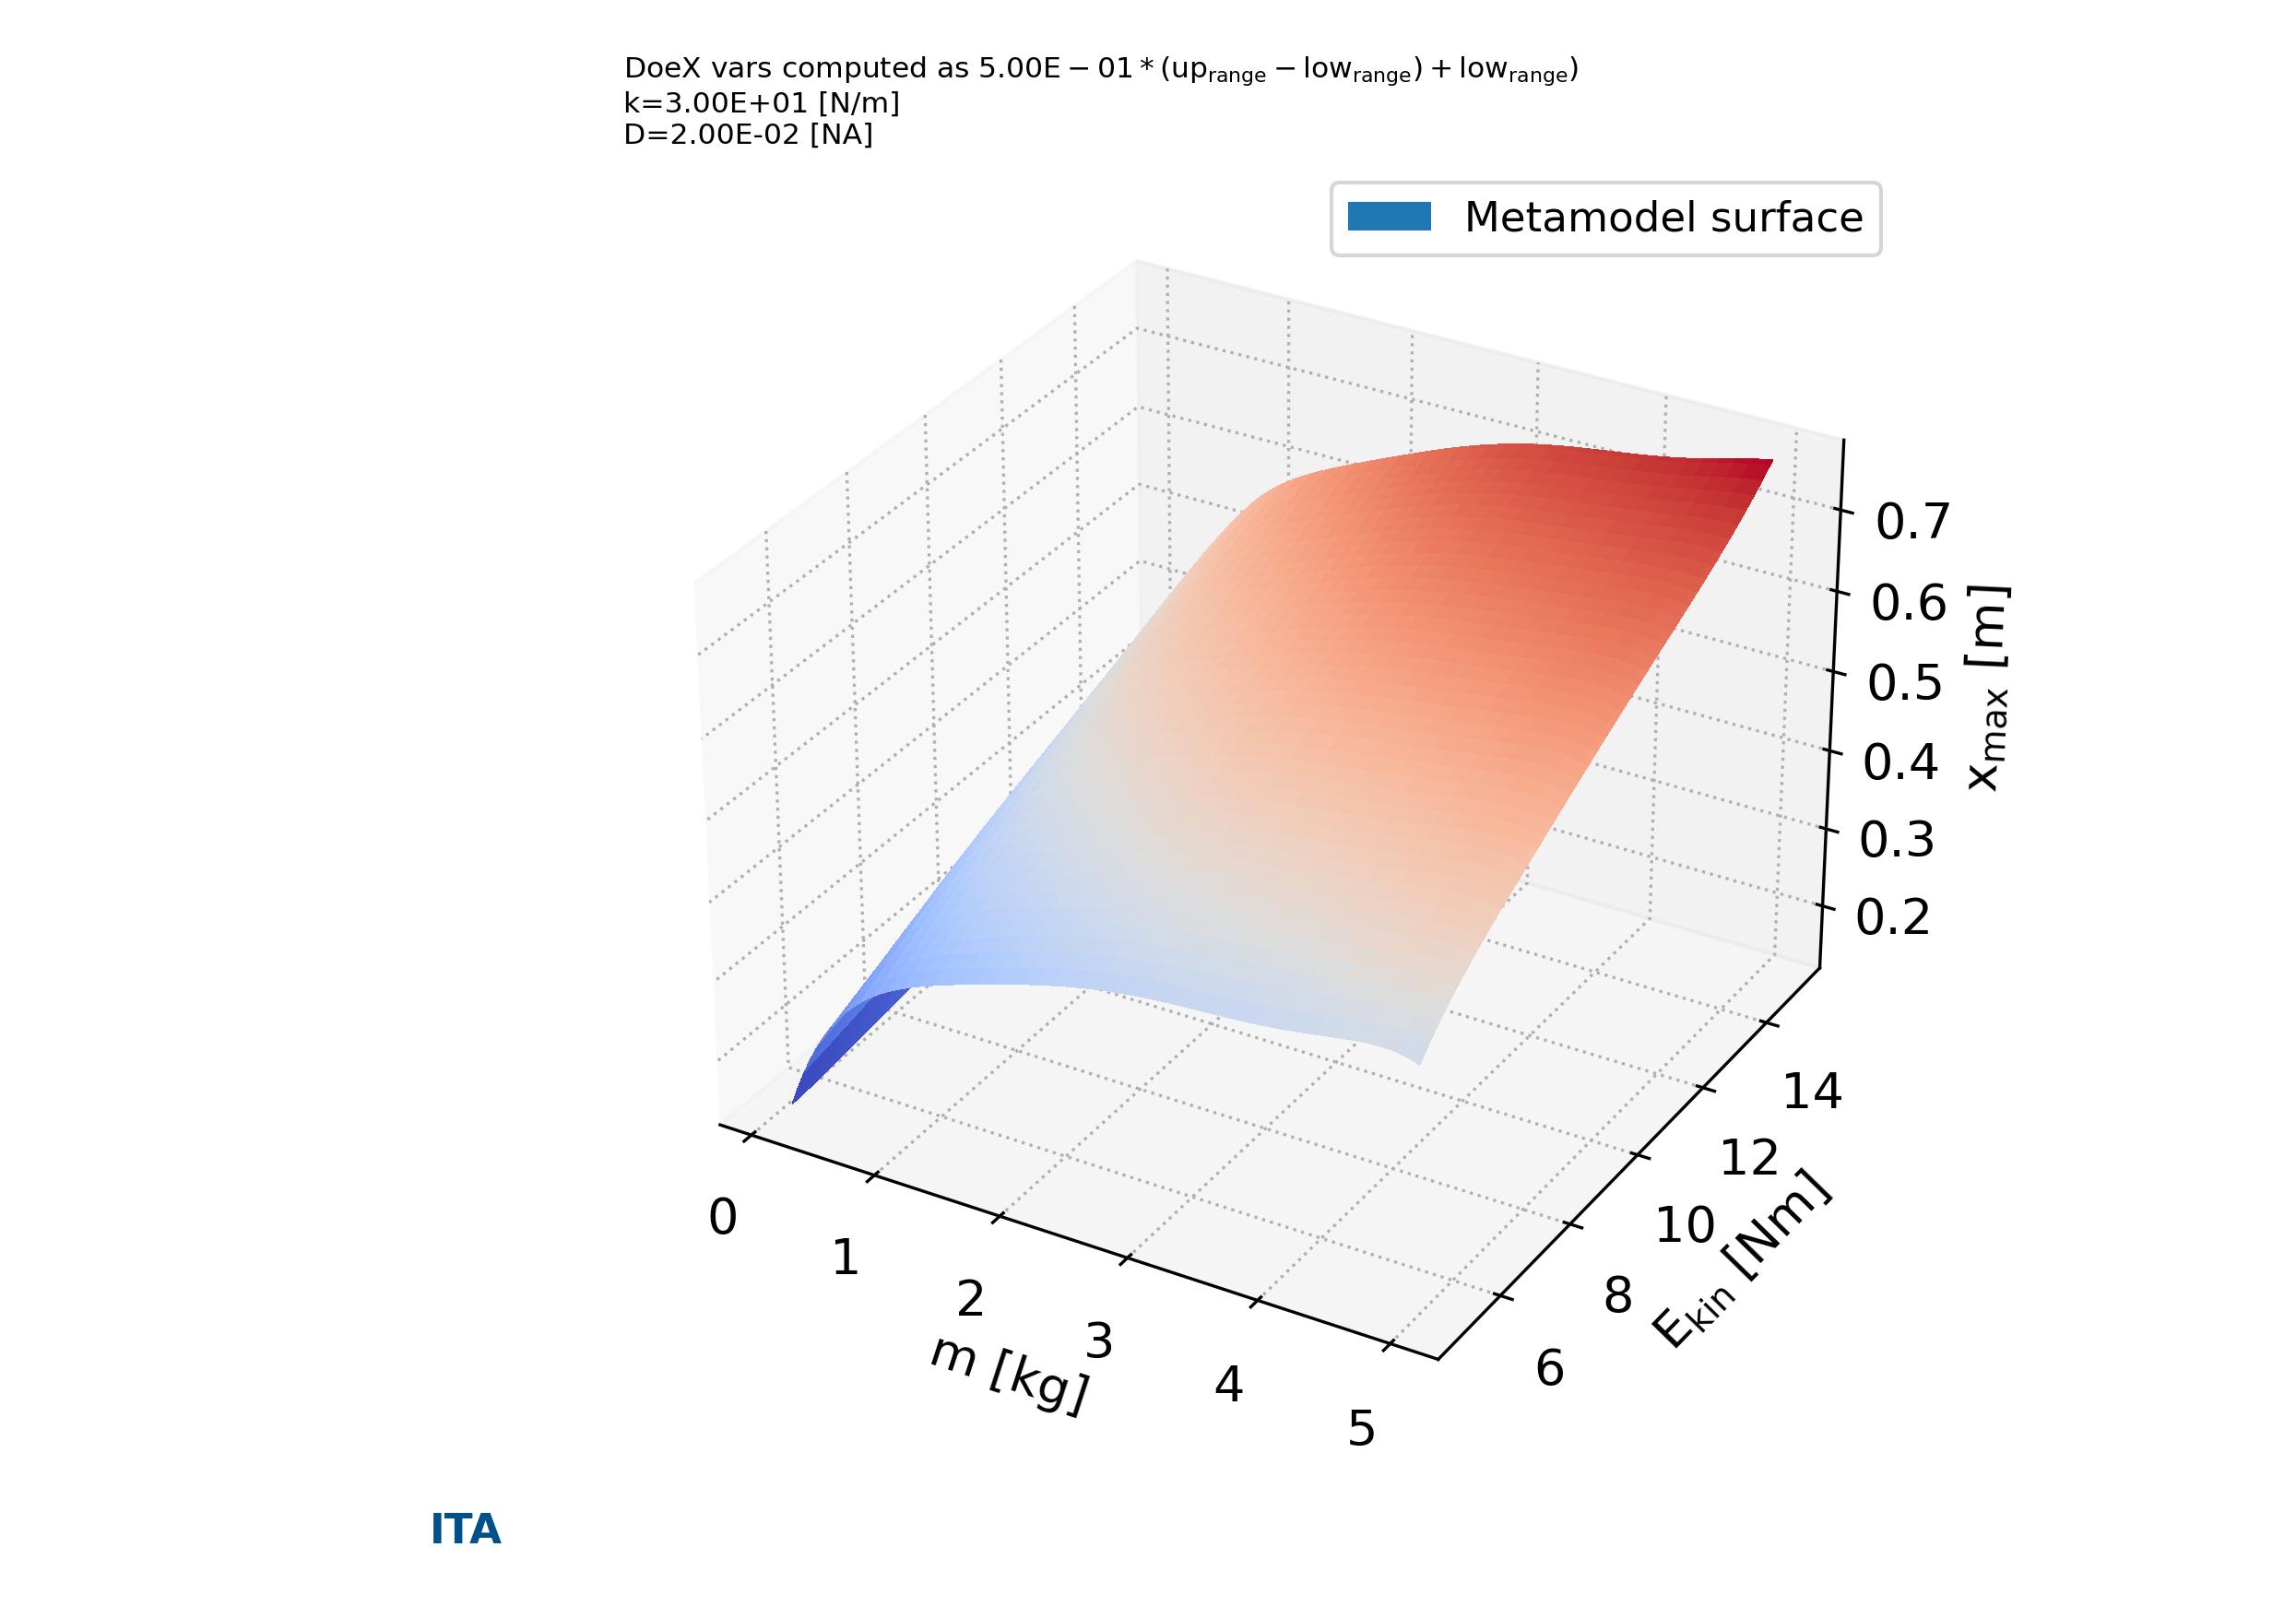 DoeX vars computed as 5.00E − 01 * (up_range − low_range) + low_range)
k=3.00E+01 [N/m]
D=2.00E-02 [NA]
Metamodel surface
0.7
0.6
0.5
0.4
0.3
0.2
x_max [m]
14
12
10
8
6
E_kin [Nm]
0
1
2
3
4
5
m [kg]
ITA